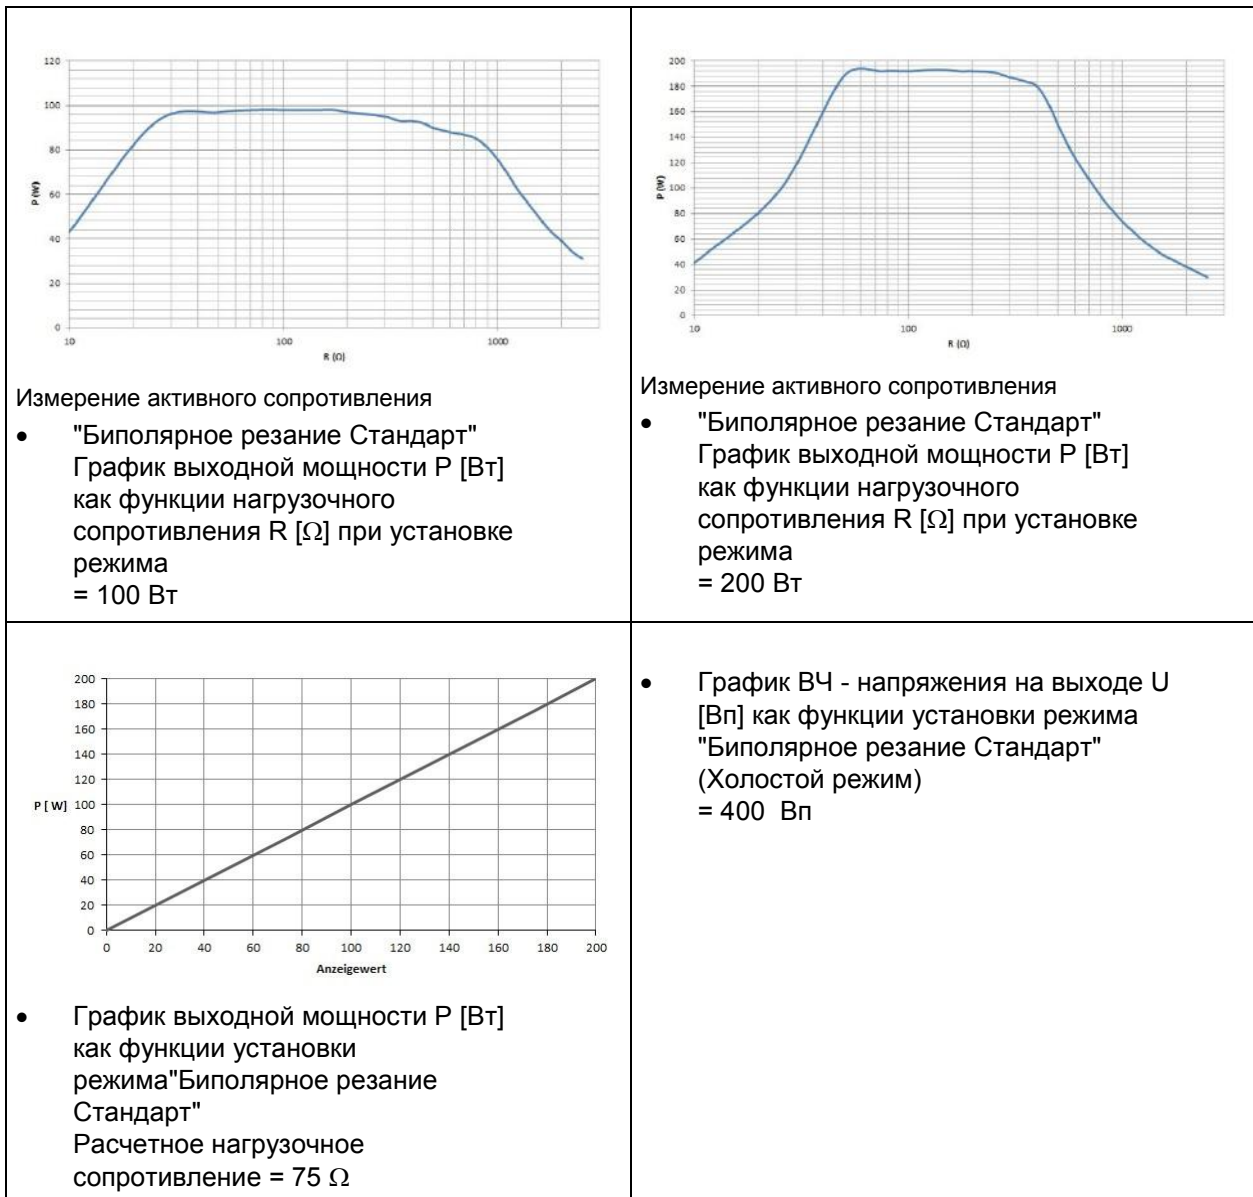 120
100
80
60
40
20
0
P (W)
10
100
1000
R (Ω)
Измерение активного сопротивления
• "Биполярное резание Стандарт"
График выходной мощности P [Вт]
как функции нагрузочного
сопротивления R [Ω] при установке
режима
= 100 Вт
200
180
160
140
120
100
80
60
40
20
0
P (W)
10
100
1000
R (Ω)
Измерение активного сопротивления
• "Биполярное резание Стандарт"
График выходной мощности P [Вт]
как функции нагрузочного
сопротивления R [Ω] при установке
режима
= 200 Вт
200
180
160
140
120
P [ W] 100
80
60
40
20
0
0 20 40 60 80 100 120 140 160 180 200
Anzeigewert
• График выходной мощности P [Вт]
как функции установки
режима"Биполярное резание
Стандарт"
Расчетное нагрузочное
сопротивление = 75 Ω
• График ВЧ - напряжения на выходе U
[Вп] как функции установки режима
"Биполярное резание Стандарт"
(Холостой режим)
= 400 Вп